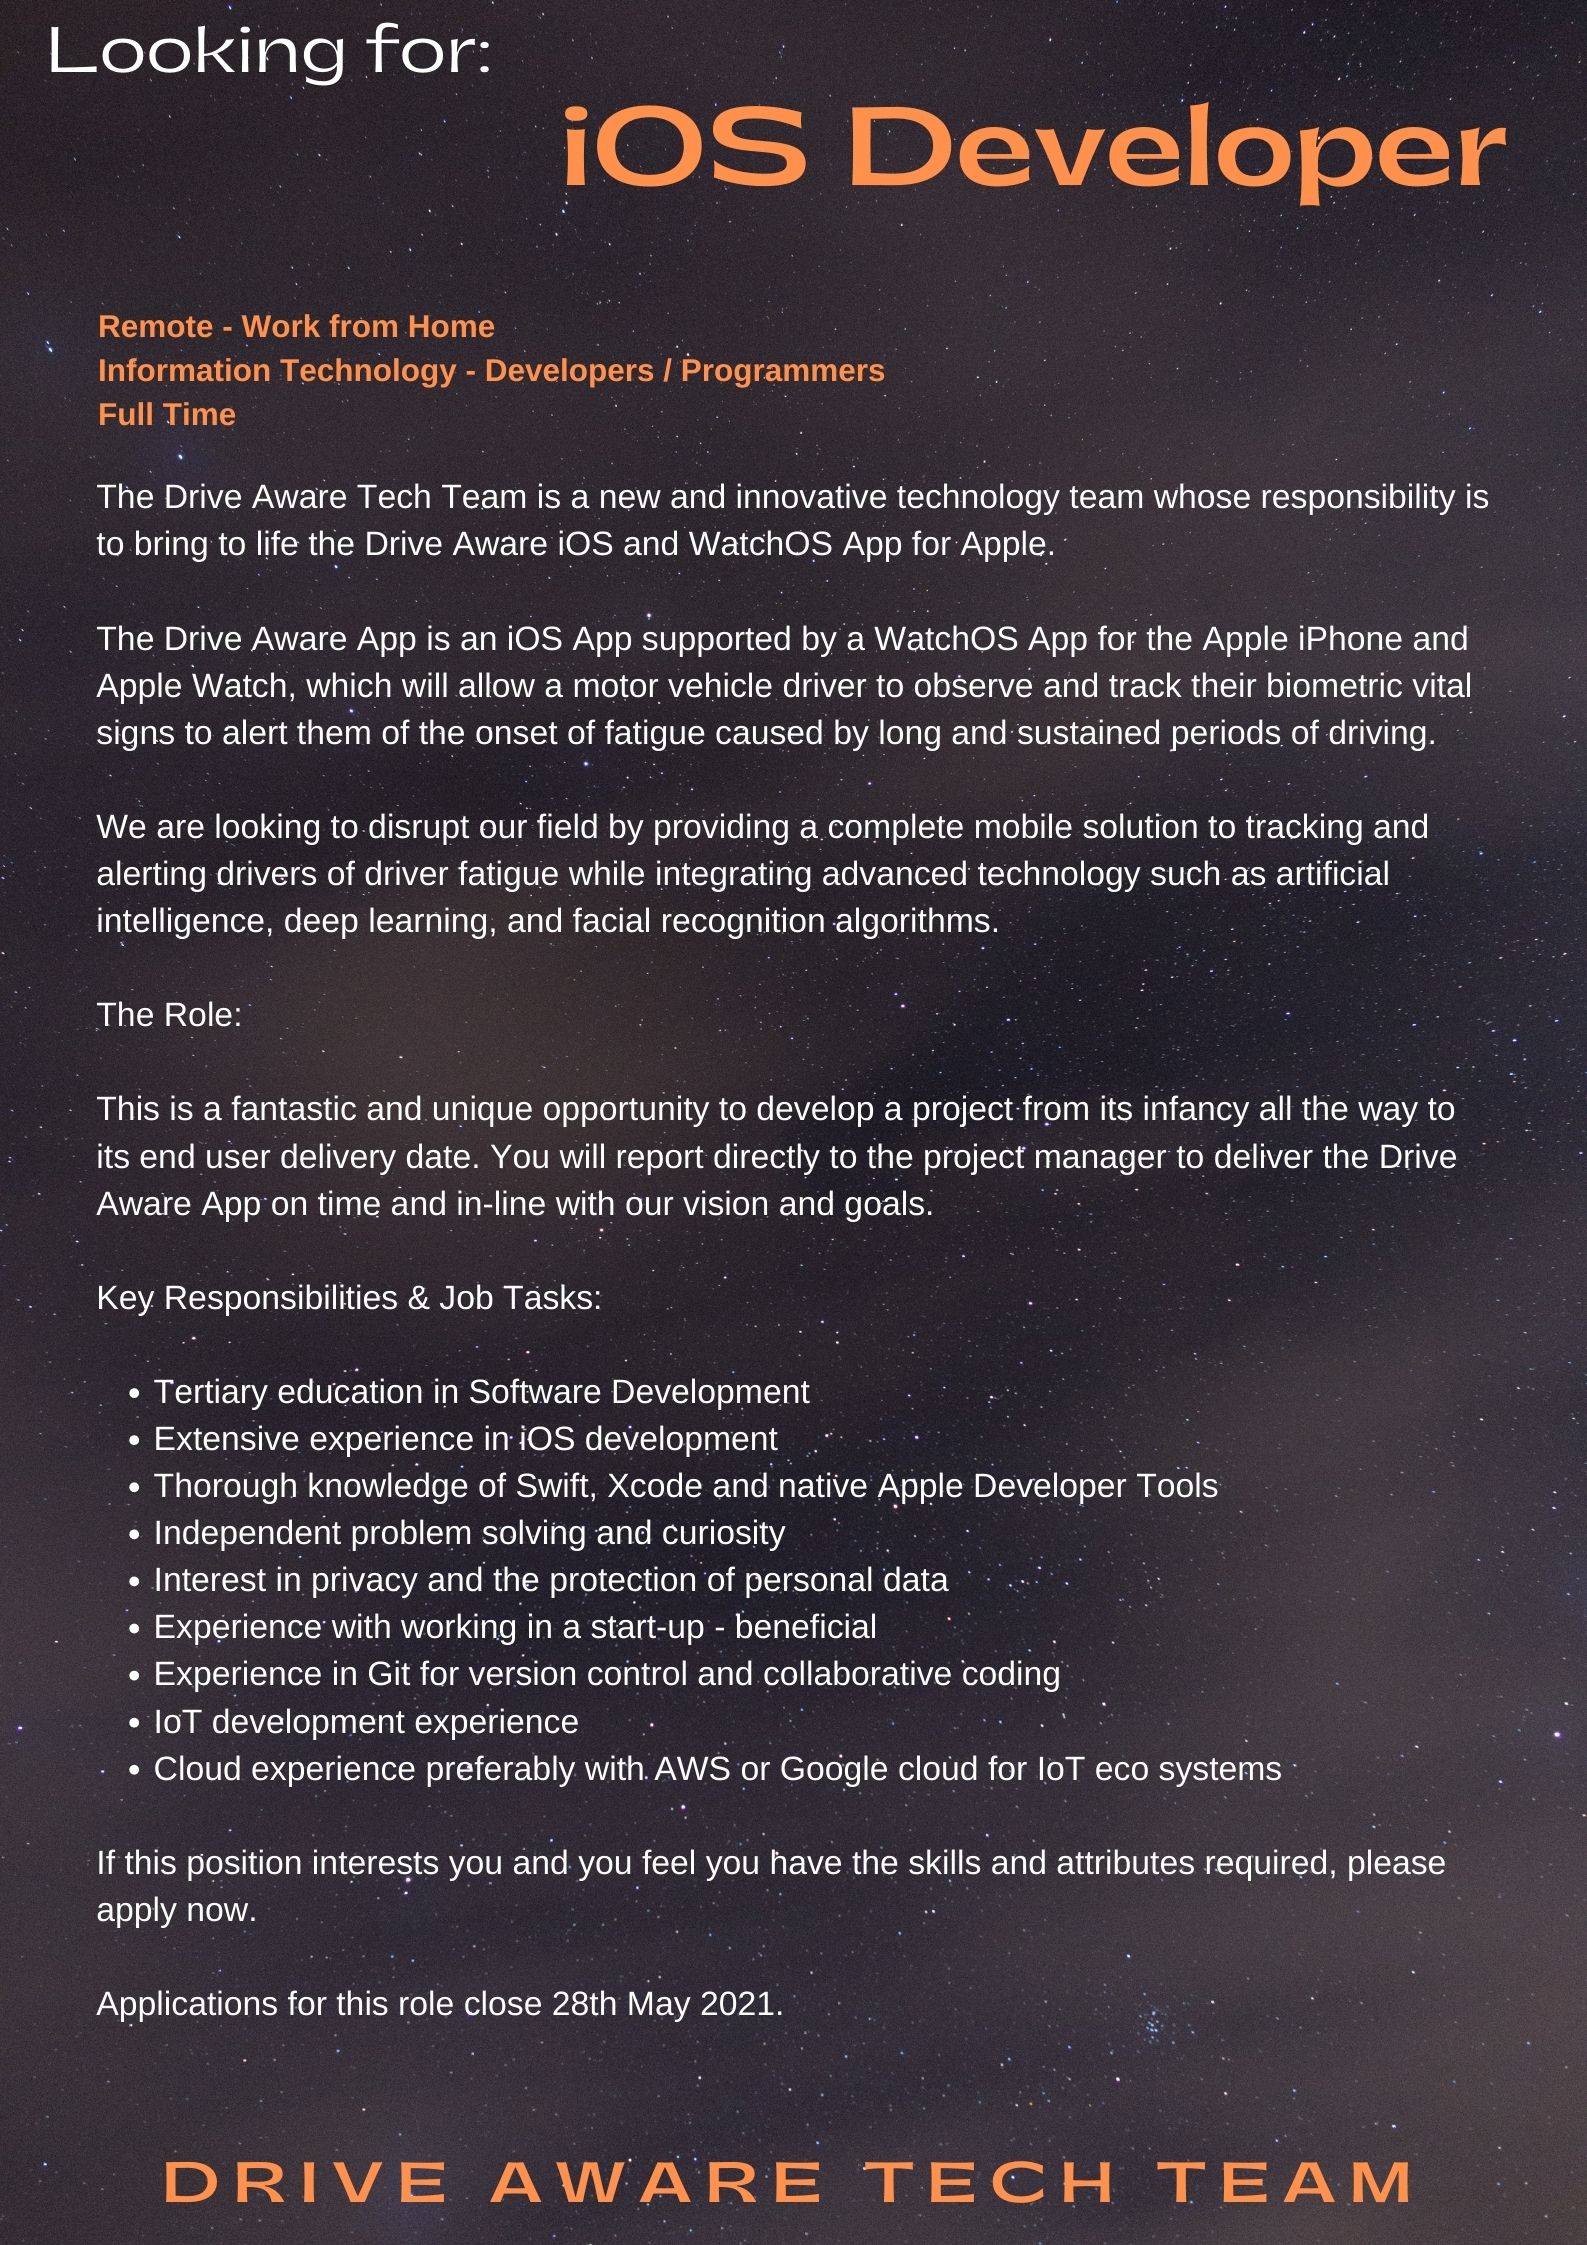 Looking for:
iOS Developer
Remote - Work from Home
Information Technology - Developers / Programmers
Full Time
The Drive Aware Tech Team is a new and innovative technology team whose responsibility is
to bring to life the Drive Aware iOS and WatchOS App for Apple.
The Drive Aware App is an iOS App supported by a WatchOS App for the Apple iPhone and
Apple Watch, which will allow a motor vehicle driver to observe and track their biometric vital
signs to alert them of the onset of fatigue caused by long and sustained periods of driving.
We are looking to disrupt our field by providing a complete mobile solution to tracking and
alerting drivers of driver fatigue while integrating advanced technology such as artificial
intelligence, deep learning, and facial recognition algorithms.
The Role:
This is a fantastic and unique opportunity to develop a project from its infancy all the way to
its end user delivery date. You will report directly to the project manager to deliver the Drive
Aware App on time and in-line with our vision and goals.
Key Responsibilities & Job Tasks:
• Tertiary education in Software Development
• Extensive experience in iOS development
• Thorough knowledge of Swift, Xcode and native Apple Developer Tools
• Independent problem solving and curiosity
• Interest in privacy and the protection of personal data
• Experience with working in a start-up - beneficial
• Experience in Git for version control and collaborative coding
• IoT development experience
• Cloud experience preferably with AWS or Google cloud for IoT eco systems
If this position interests you and you feel you have the skills and attributes required, please
apply now.
Applications for this role close 28th May 2021.
DRIVE AWARE TECH TEAM